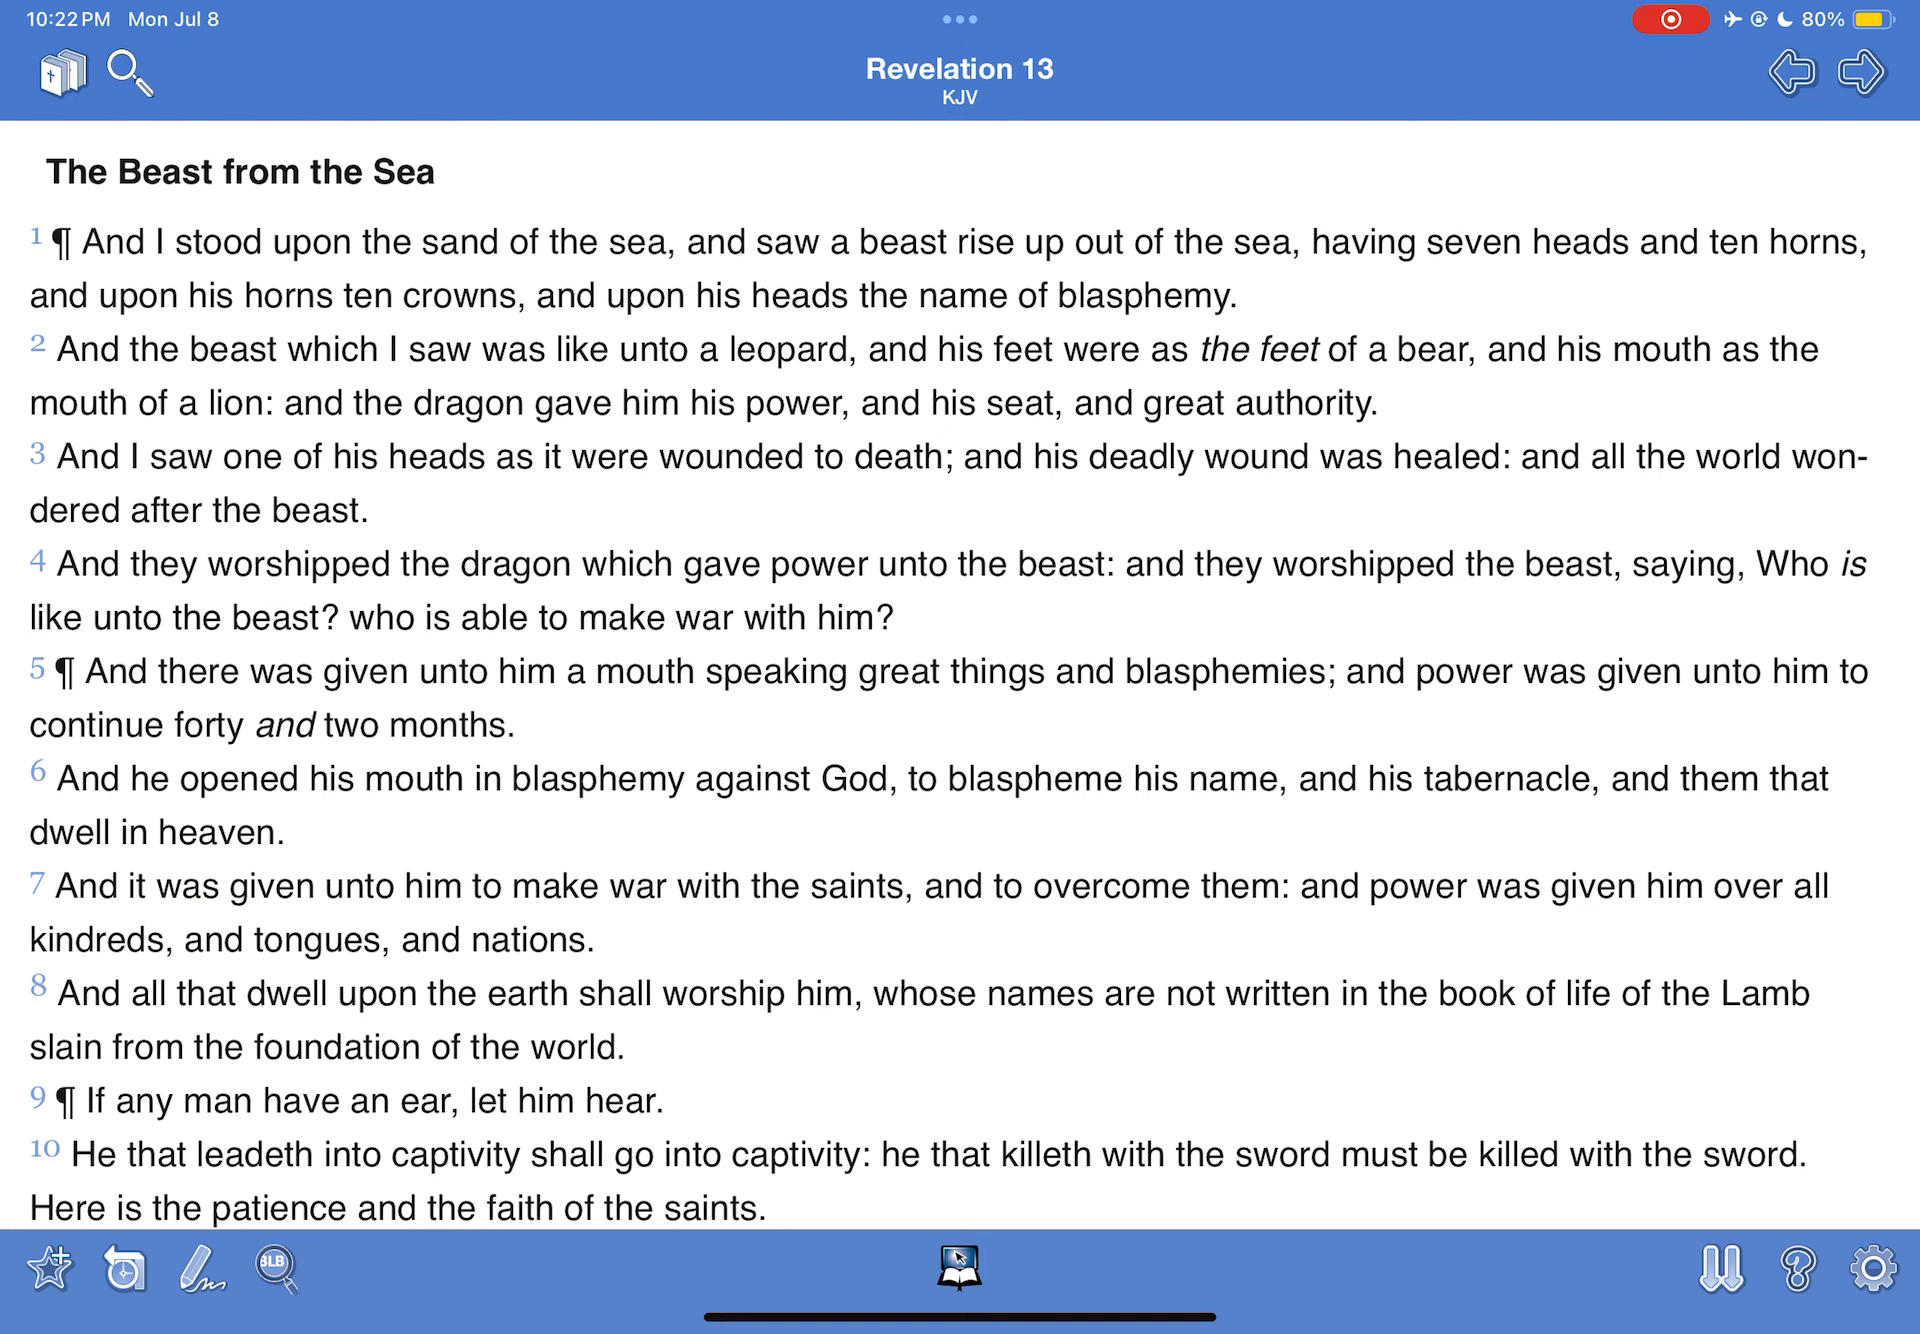 10:22 PM Mon Jul 8
80%
Revelation 13
KJV
The Beast from the Sea
1 ¶ And I stood upon the sand of the sea, and saw a beast rise up out of the sea, having seven heads and ten horns,
and upon his horns ten crowns, and upon his heads the name of blasphemy.
2 And the beast which I saw was like unto a leopard, and his feet were as the feet of a bear, and his mouth as the
mouth of a lion: and the dragon gave him his power, and his seat, and great authority.
3 And I saw one of his heads as it were wounded to death; and his deadly wound was healed: and all the world won-
dered after the beast.
4 And they worshipped the dragon which gave power unto the beast: and they worshipped the beast, saying, Who is
like unto the beast? who is able to make war with him?
5 ¶ And there was given unto him a mouth speaking great things and blasphemies; and power was given unto him to
continue forty and two months.
6 And he opened his mouth in blasphemy against God, to blaspheme his name, and his tabernacle, and them that
dwell in heaven.
7 And it was given unto him to make war with the saints, and to overcome them: and power was given him over all
kindreds, and tongues, and nations.
8 And all that dwell upon the earth shall worship him, whose names are not written in the book of life of the Lamb
slain from the foundation of the world.
9 ¶ If any man have an ear, let him hear.
10 He that leadeth into captivity shall go into captivity: he that killeth with the sword must be killed with the sword.
Here is the patience and the faith of the saints.
BLB